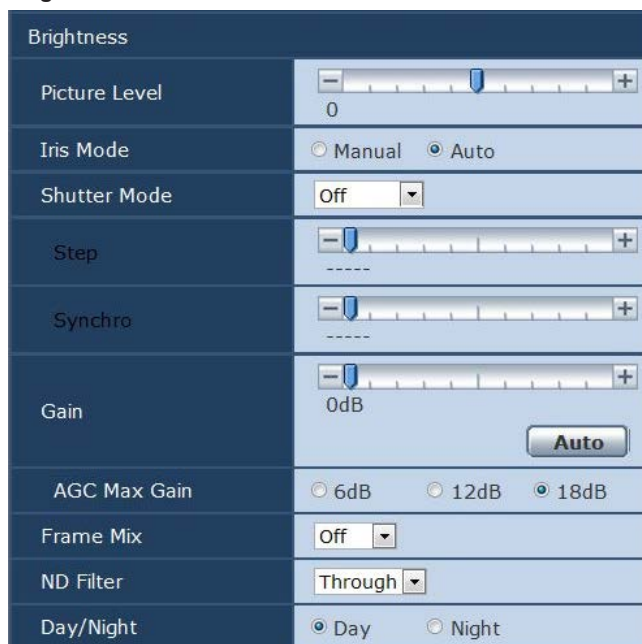 Brightness
Picture Level
0
Iris Mode Manual Auto
Shutter Mode Off
Step
-----
Synchro
-----
Gain
0dB
Auto
AGC Max Gain 6dB 12dB 18dB
Frame Mix Off
ND Filter Through
Day/Night Day Night